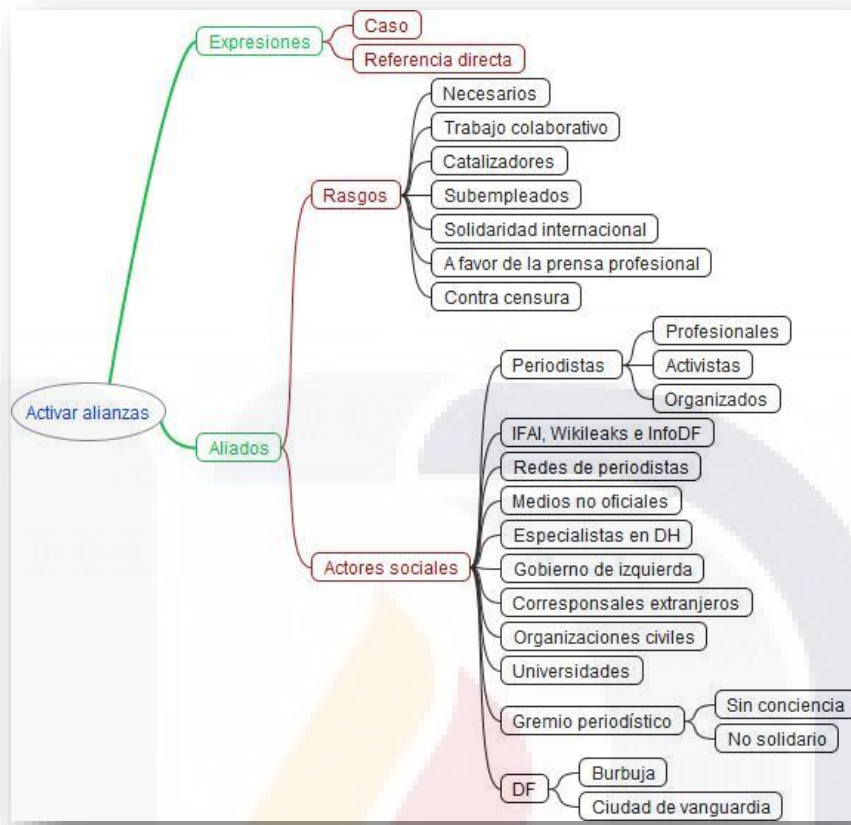 Activar alianzas
Expresiones
Caso
Referencia directa
Aliados
Rasgos
Necesarios
Trabajo colaborativo
Catalizadores
Subempleados
Solidaridad internacional
A favor de la prensa profesional
Contra censura
Actores sociales
Periodistas
Profesionales
Activistas
Organizados
IFAI, Wikileaks e InfoDF
Redes de periodistas
Medios no oficiales
Especialistas en DH
Gobierno de izquierda
Corresponsales extranjeros
Organizaciones civiles
Universidades
Gremio periodístico
Sin conciencia
No solidario
DF
Burbuja
Ciudad de vanguardia